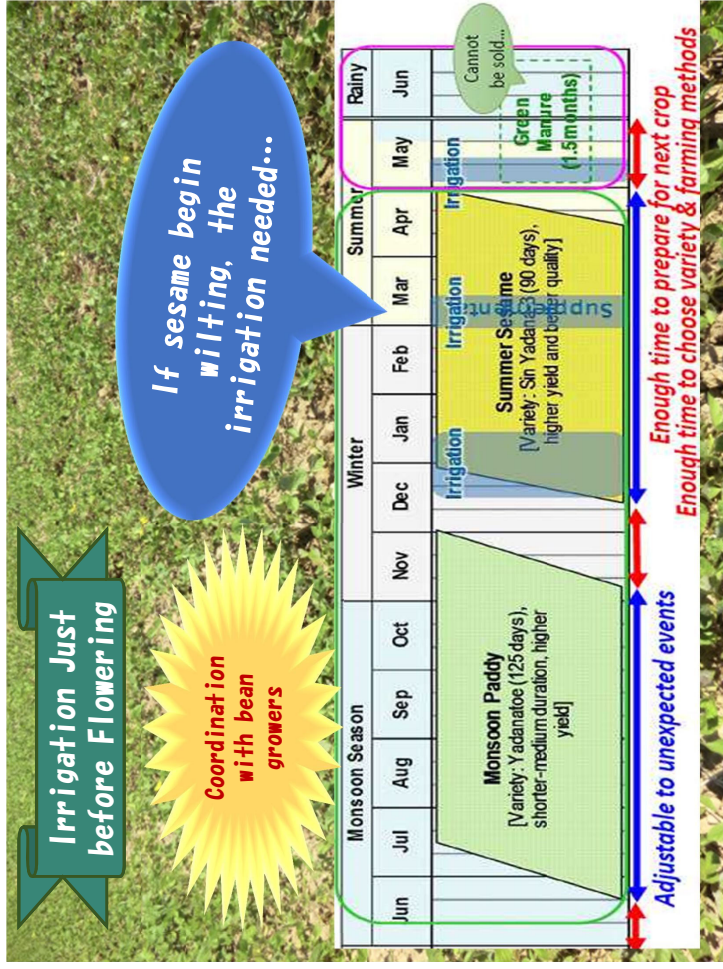 Irrigation Just
before Flowering
Coordination
with bean
growers
If sesame begin
wilting, the
irrigation needed...
Monsoon Season
Winter
Summer
Rainy
Jun
Jul
Aug
Sep
Oct
Nov
Dec
Jan
Feb
Mar
Apr
May
Jun
Monsoon Paddy
[Variety: Yadanatoe (125 days),
shorter-medium duration, higher
yield]
Irrigation
Irrigation
Irrigation
Summer Sesame
[Variety: Sin Yadanar3 (90 days),
higher yield and better quality]
Cannot
be sold...
Green
Manure
(1.5months)
Adjustable to unexpected events
Enough time to prepare for next crop
Enough time to choose variety & farming methods